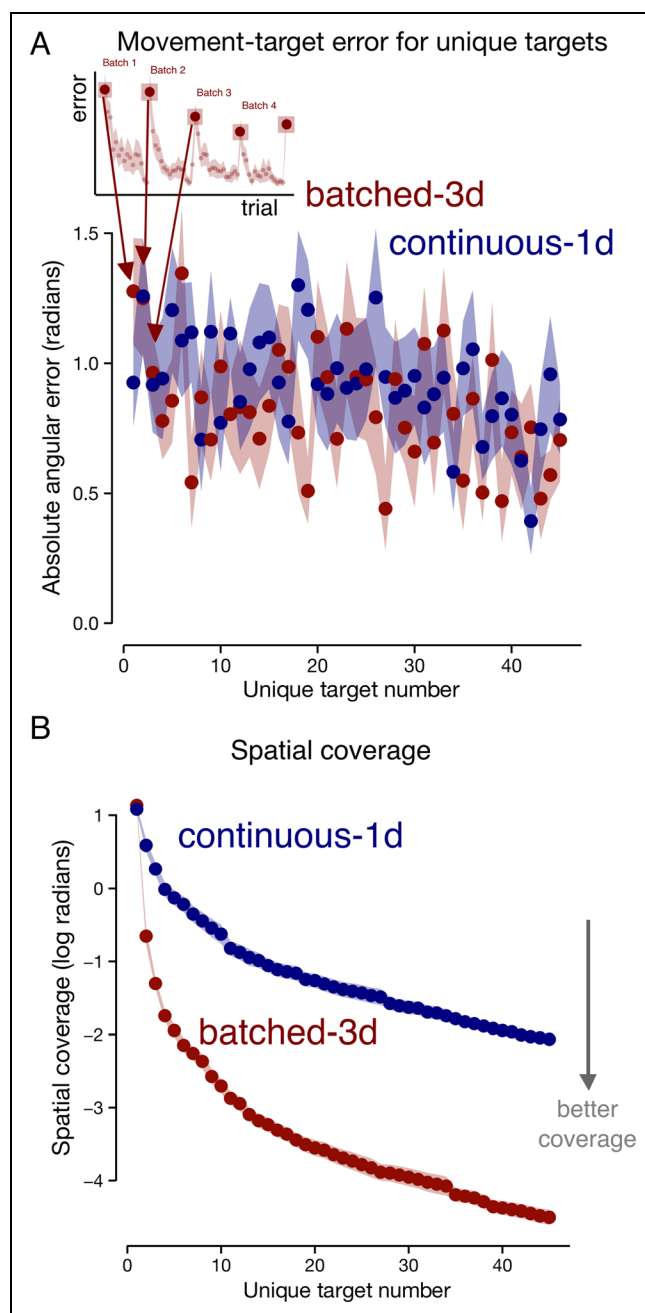 A
Movement-target error for unique targets
Batch 1
Batch 2
Batch 3
Batch 4
error
trial
batched-3d
continuous-1d
1.5
1.0
0.5
0.0
Absolute angular error (radians)
0
10
20
30
40
Unique target number
B
Spatial coverage
1
0
−1
−2
−3
−4
Spatial coverage (log radians)
continuous-1d
batched-3d
better
coverage
0
10
20
30
40
Unique target number